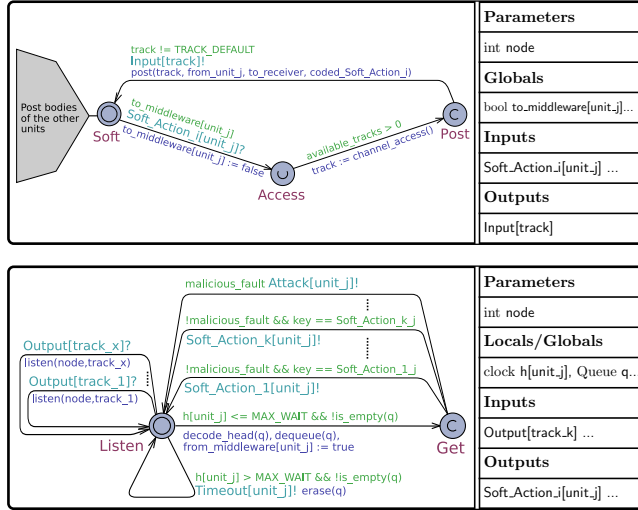 track != TRACK_DEFAULT
Input[track]!
post(track, from_unit_j, to_receiver, coded_Soft_Action_i)
Post bodies
of the other
units
Soft
to_middleware[unit_j]
Soft_Action_i[unit_j]?
to_middleware[unit_j] := false
Access
available_tracks > 0
track := channel_access()
C
Post
Parameters
int node
Globals
bool to_middleware[unit_j]...
Inputs
Soft_Action_i[unit_j] ...
Outputs
Input[track]
malicious_fault Attack[unit_j]!
!malicious_fault && key == Soft_Action_k_j
Soft_Action_k[unit_j]!
!malicious_fault && key == Soft_Action_1_j
Soft_Action_1[unit_j]!
Output[track_x]?
listen(node,track_x)
Output[track_1]?
listen(node,track_1)
Listen
h[unit_j] <= MAX_WAIT && !is_empty(q)
decode_head(q), dequeue(q),
from_middleware[unit_j] := true
C
Get
h[unit_j] > MAX_WAIT && !is_empty(q)
Timeout[unit_j]! erase(q)
Parameters
int node
Locals/Globals
clock h[unit_j], Queue q...
Inputs
Output[track_k] ...
Outputs
Soft_Action_i[unit_j] ...